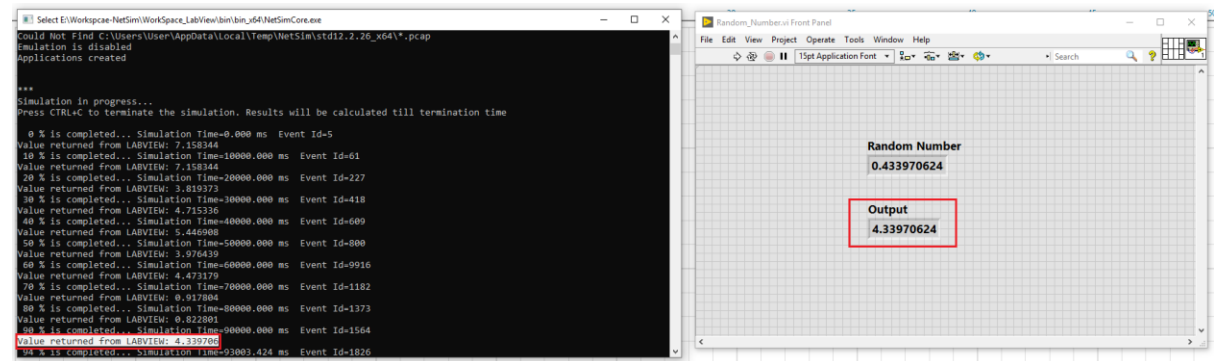 Select E:\Workspcae-NetSim\WorkSpace_LabView\bin\bin_x64\NetSimCore.exe
Could Not Find C:\Users\User\AppData\Local\Temp\NetSim\std12.2.26_x64\*.pcap
Emulation is disabled
Applications created
***
Simulation in progress...
Press CTRL+C to terminate the simulation. Results will be calculated till termination time
0 % is completed... Simulation Time=0.000 ms Event Id=5
Value returned from LABVIEW: 7.158344
10 % is completed... Simulation Time=10000.000 ms Event Id=61
Value returned from LABVIEW: 7.158344
20 % is completed... Simulation Time=20000.000 ms Event Id=227
Value returned from LABVIEW: 3.819373
30 % is completed... Simulation Time=30000.000 ms Event Id=418
Value returned from LABVIEW: 4.715336
40 % is completed... Simulation Time=40000.000 ms Event Id=609
Value returned from LABVIEW: 5.446908
50 % is completed... Simulation Time=50000.000 ms Event Id=800
Value returned from LABVIEW: 3.976439
60 % is completed... Simulation Time=60000.000 ms Event Id=9916
Value returned from LABVIEW: 4.473179
70 % is completed... Simulation Time=70000.000 ms Event Id=1182
Value returned from LABVIEW: 0.917804
80 % is completed... Simulation Time=80000.000 ms Event Id=1373
Value returned from LABVIEW: 0.822801
90 % is completed... Simulation Time=90000.000 ms Event Id=1564
Value returned from LABVIEW: 4.339706
94 % is completed... Simulation Time=93003.424 ms Event Id=1826
Random_Number.vi Front Panel
File Edit View Project Operate Tools Window Help
15pt Application Font
Search
Random Number
0.433970624
Output
4.33970624